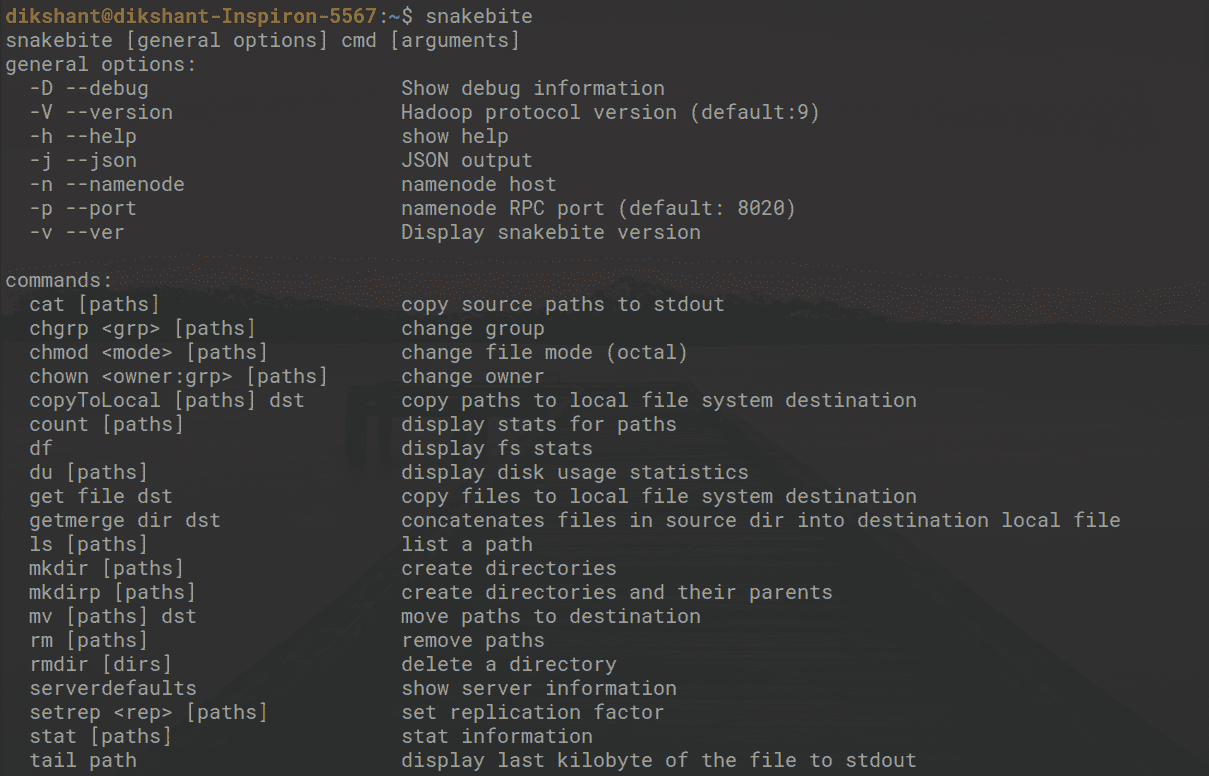 dikshant@dikshant-Inspiron-5567:~$ snakebite
snakebite [general options] cmd [arguments]
general options:
  -D --debug                     Show debug information
  -V --version                   Hadoop protocol version (default:9)
  -h --help                      show help
  -j --json                      JSON output
  -n --namenode                  namenode host
  -p --port                      namenode RPC port (default: 8020)
  -v --ver                       Display snakebite version

commands:
  cat [paths]                    copy source paths to stdout
  chgrp <grp> [paths]            change group
  chmod <mode> [paths]           change file mode (octal)
  chown <owner:grp> [paths]      change owner
  copyToLocal [paths] dst        copy paths to local file system destination
  count [paths]                  display stats for paths
  df                             display fs stats
  du [paths]                     display disk usage statistics
  get file dst                   copy files to local file system destination
  getmerge dir dst               concatenates files in source dir into destination local file
  ls [paths]                     list a path
  mkdir [paths]                  create directories
  mkdirp [paths]                 create directories and their parents
  mv [paths] dst                 move paths to destination
  rm [paths]                     remove paths
  rmdir [dirs]                   delete a directory
  serverdefaults                 show server information
  setrep <rep> [paths]           set replication factor
  stat [paths]                   stat information
  tail path                      display last kilobyte of the file to stdout